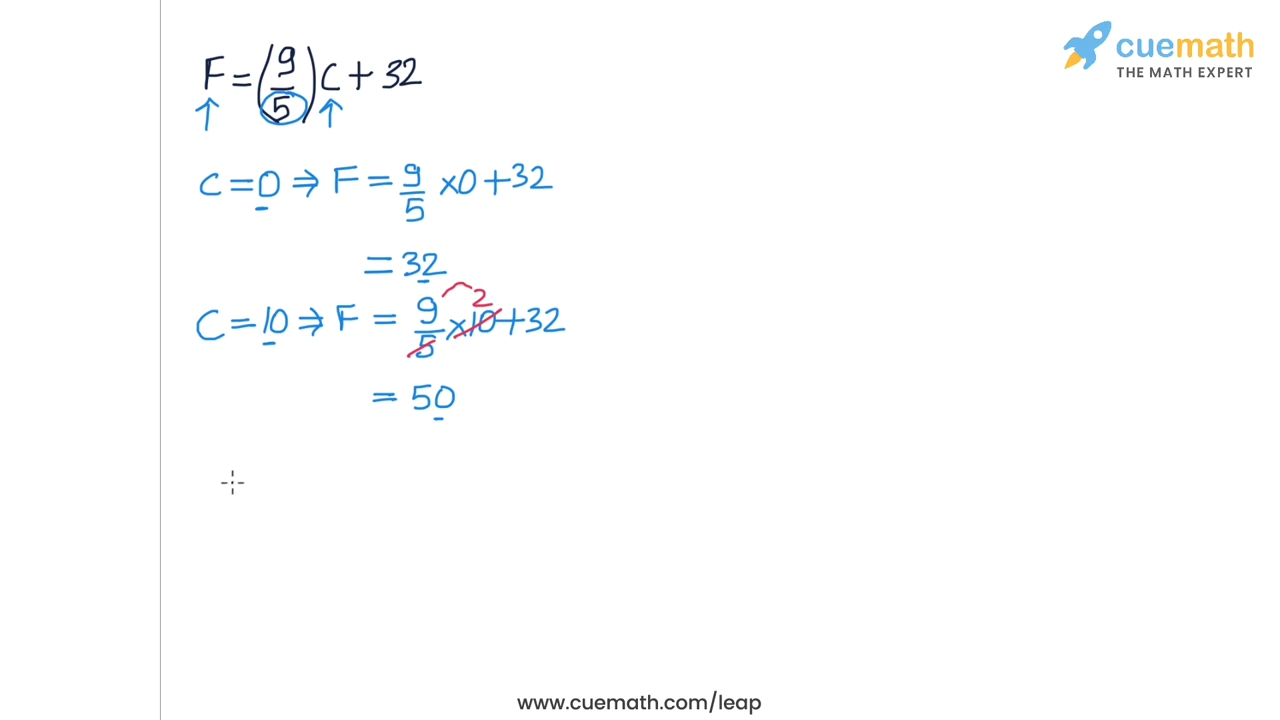 cuemath
THE MATH EXPERT
F = (9/5) C + 32
C = 0 ⇒ F = 9/5 × 0 + 32
= 32
C = 10 ⇒ F = 9/5 × 10 + 32
2
= 50
www.cuemath.com/leap